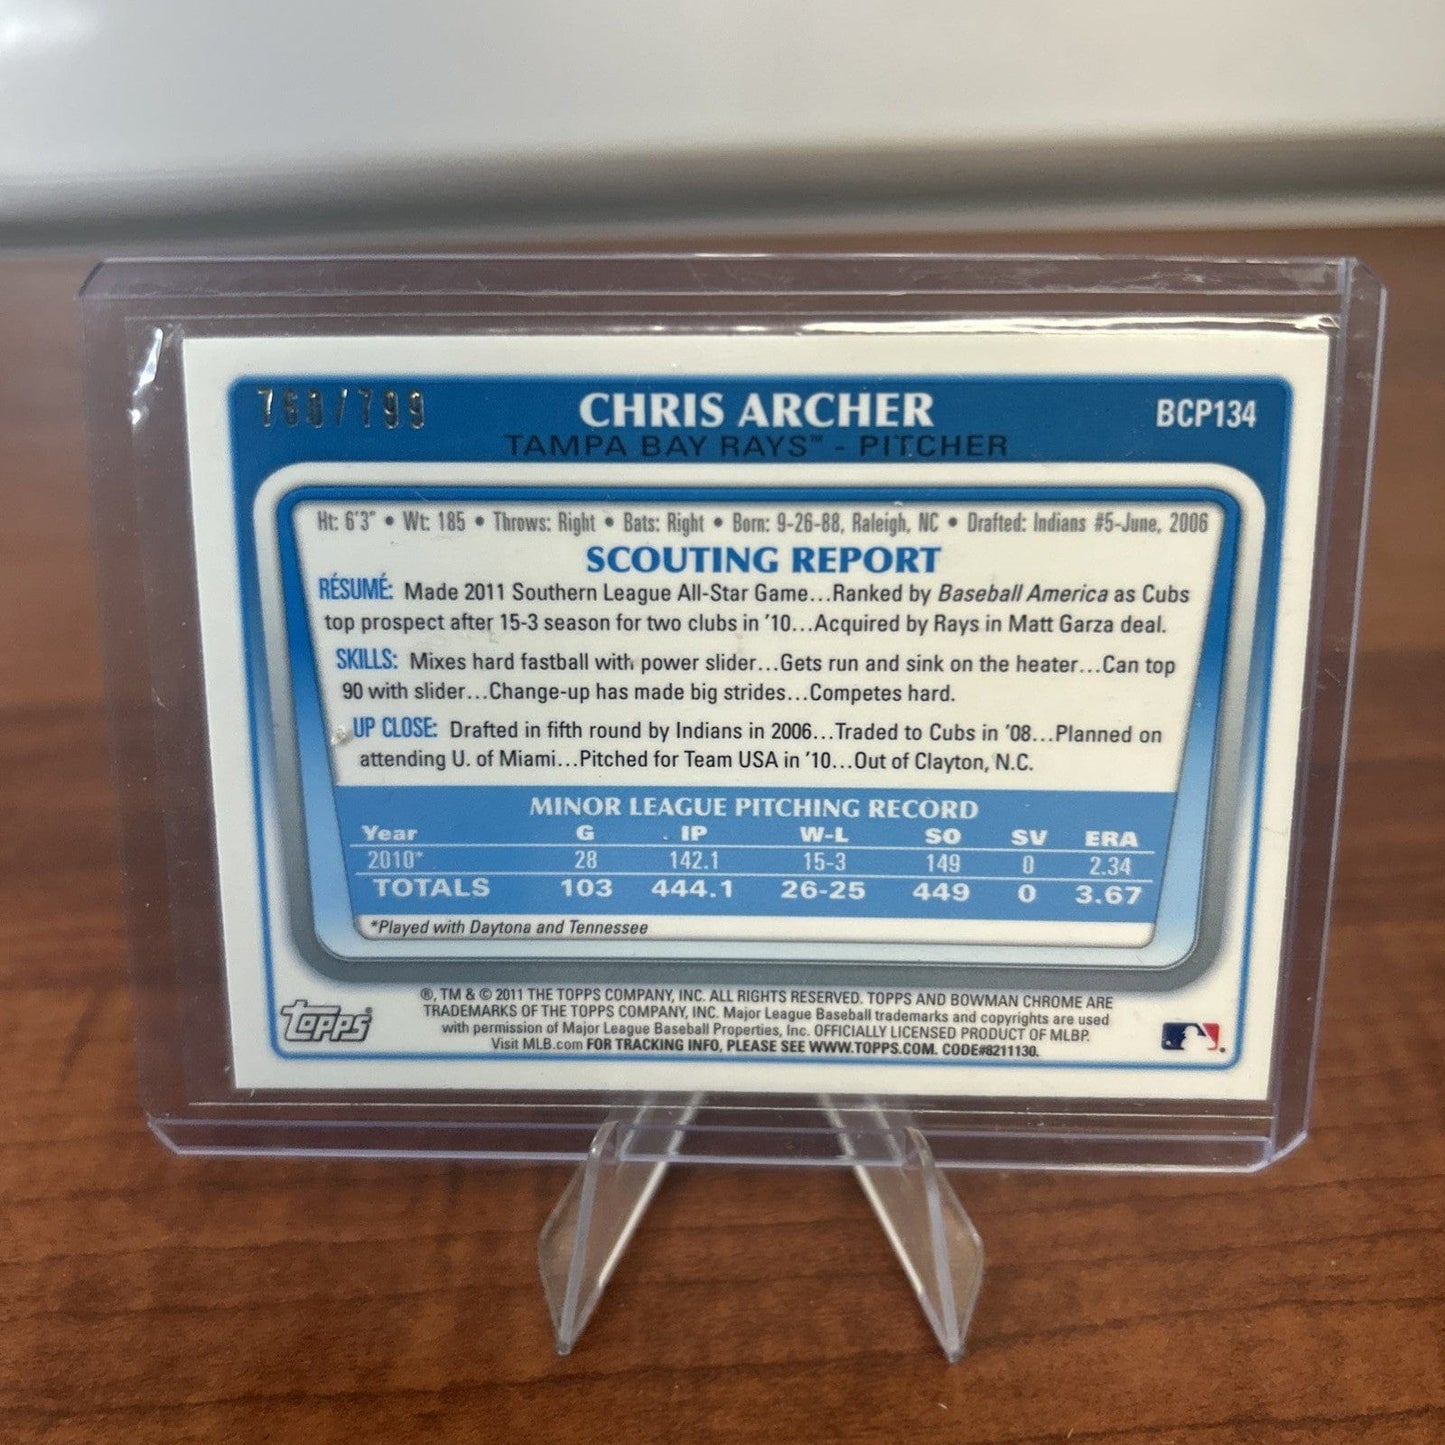 760/799
CHRIS ARCHER
BCP134
TAMPA BAY RAYS™ - PITCHER
Ht: 6'3" • Wt: 185 • Throws: Right • Bats: Right • Born: 9-26-88, Raleigh, NC • Drafted: Indians #5-June, 2006
SCOUTING REPORT
RÉSUMÉ: Made 2011 Southern League All-Star Game...Ranked by Baseball America as Cubs
top prospect after 15-3 season for two clubs in '10...Acquired by Rays in Matt Garza deal.
SKILLS: Mixes hard fastball with power slider...Gets run and sink on the heater...Can top
90 with slider...Change-up has made big strides...Competes hard.
UP CLOSE: Drafted in fifth round by Indians in 2006...Traded to Cubs in '08...Planned on
attending U. of Miami...Pitched for Team USA in '10...Out of Clayton, N.C.
MINOR LEAGUE PITCHING RECORD
Year G IP W-L SO SV ERA
2010* 28 142.1 15-3 149 0 2.34
TOTALS 103 444.1 26-25 449 0 3.67
*Played with Daytona and Tennessee
®, TM & © 2011 THE TOPPS COMPANY, INC. ALL RIGHTS RESERVED. TOPPS AND BOWMAN CHROME ARE
TRADEMARKS OF THE TOPPS COMPANY, INC. Major League Baseball trademarks and copyrights are used
with permission of Major League Baseball Properties, Inc. OFFICIALLY LICENSED PRODUCT OF MLBP.
Visit MLB.com FOR TRACKING INFO, PLEASE SEE WWW.TOPPS.COM. CODE#8211130.
Topps®